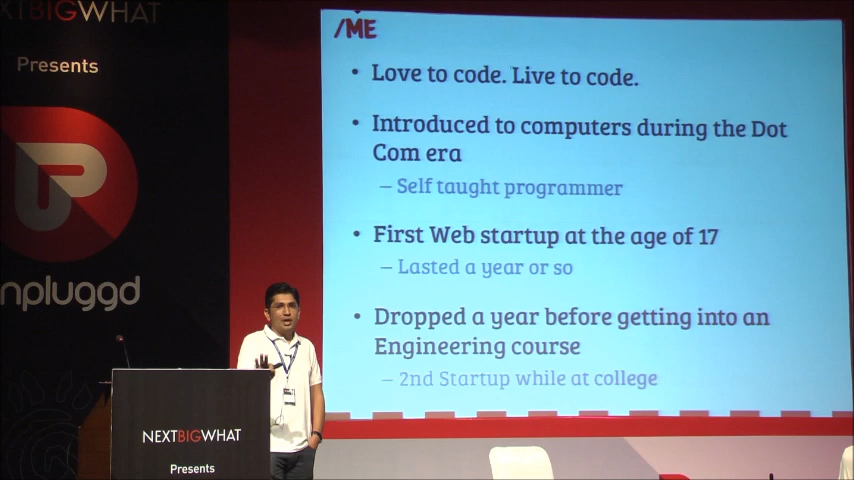 XTBIGWHAT
Presents
npluggd
/ME
• Love to code. Live to code.
• Introduced to computers during the Dot
Com era
– Self taught programmer
• First Web startup at the age of 17
– Lasted a year or so
• Dropped a year before getting into an
Engineering course
– 2nd Startup while at college
NEXTBIGWHAT
Presents